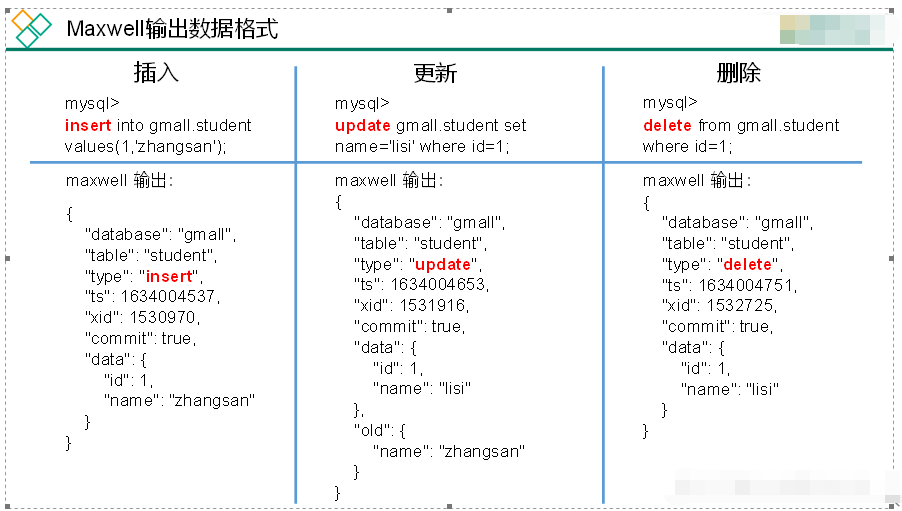 Maxwell输出数据格式
插入
mysql>
insert into gmall.student
values(1,'zhangsan');
maxwell 输出:
{
"database": "gmall",
"table": "student",
"type": "insert",
"ts": 1634004537,
"xid": 1530970,
"commit": true,
"data": {
"id": 1,
"name": "zhangsan"
}
}
更新
mysql>
update gmall.student set
name='lisi' where id=1;
maxwell 输出:
{
"database": "gmall",
"table": "student",
"type": "update",
"ts": 1634004653,
"xid": 1531916,
"commit": true,
"data": {
"id": 1,
"name": "lisi"
},
"old": {
"name": "zhangsan"
}
}
删除
mysql>
delete from gmall.student
where id=1;
maxwell 输出:
{
"database": "gmall",
"table": "student",
"type": "delete",
"ts": 1634004751,
"xid": 1532725,
"commit": true,
"data": {
"id": 1,
"name": "lisi"
}
}